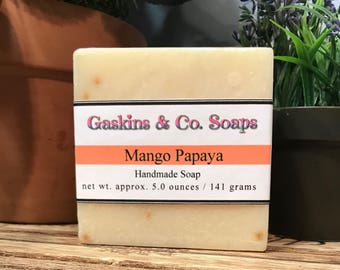 Gaskins & Co. Soaps
Mango Papaya
Handmade Soap
net wt. approx. 5.0 ounces / 141 grams